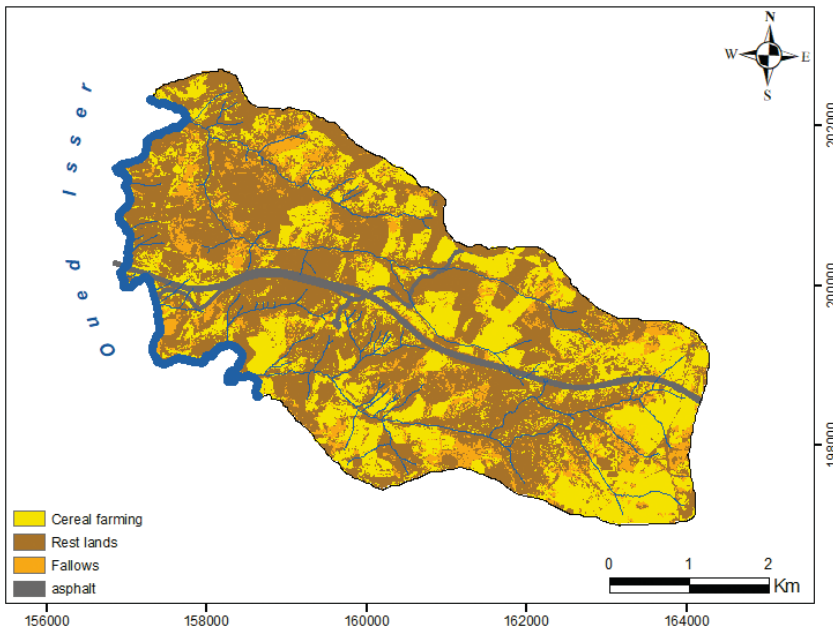 N
W E
S
Oued Isser
202000
200000
198000
Cereal farming
Rest lands
Fallows
asphalt
0 1 2
Km
156000 158000 160000 162000 164000